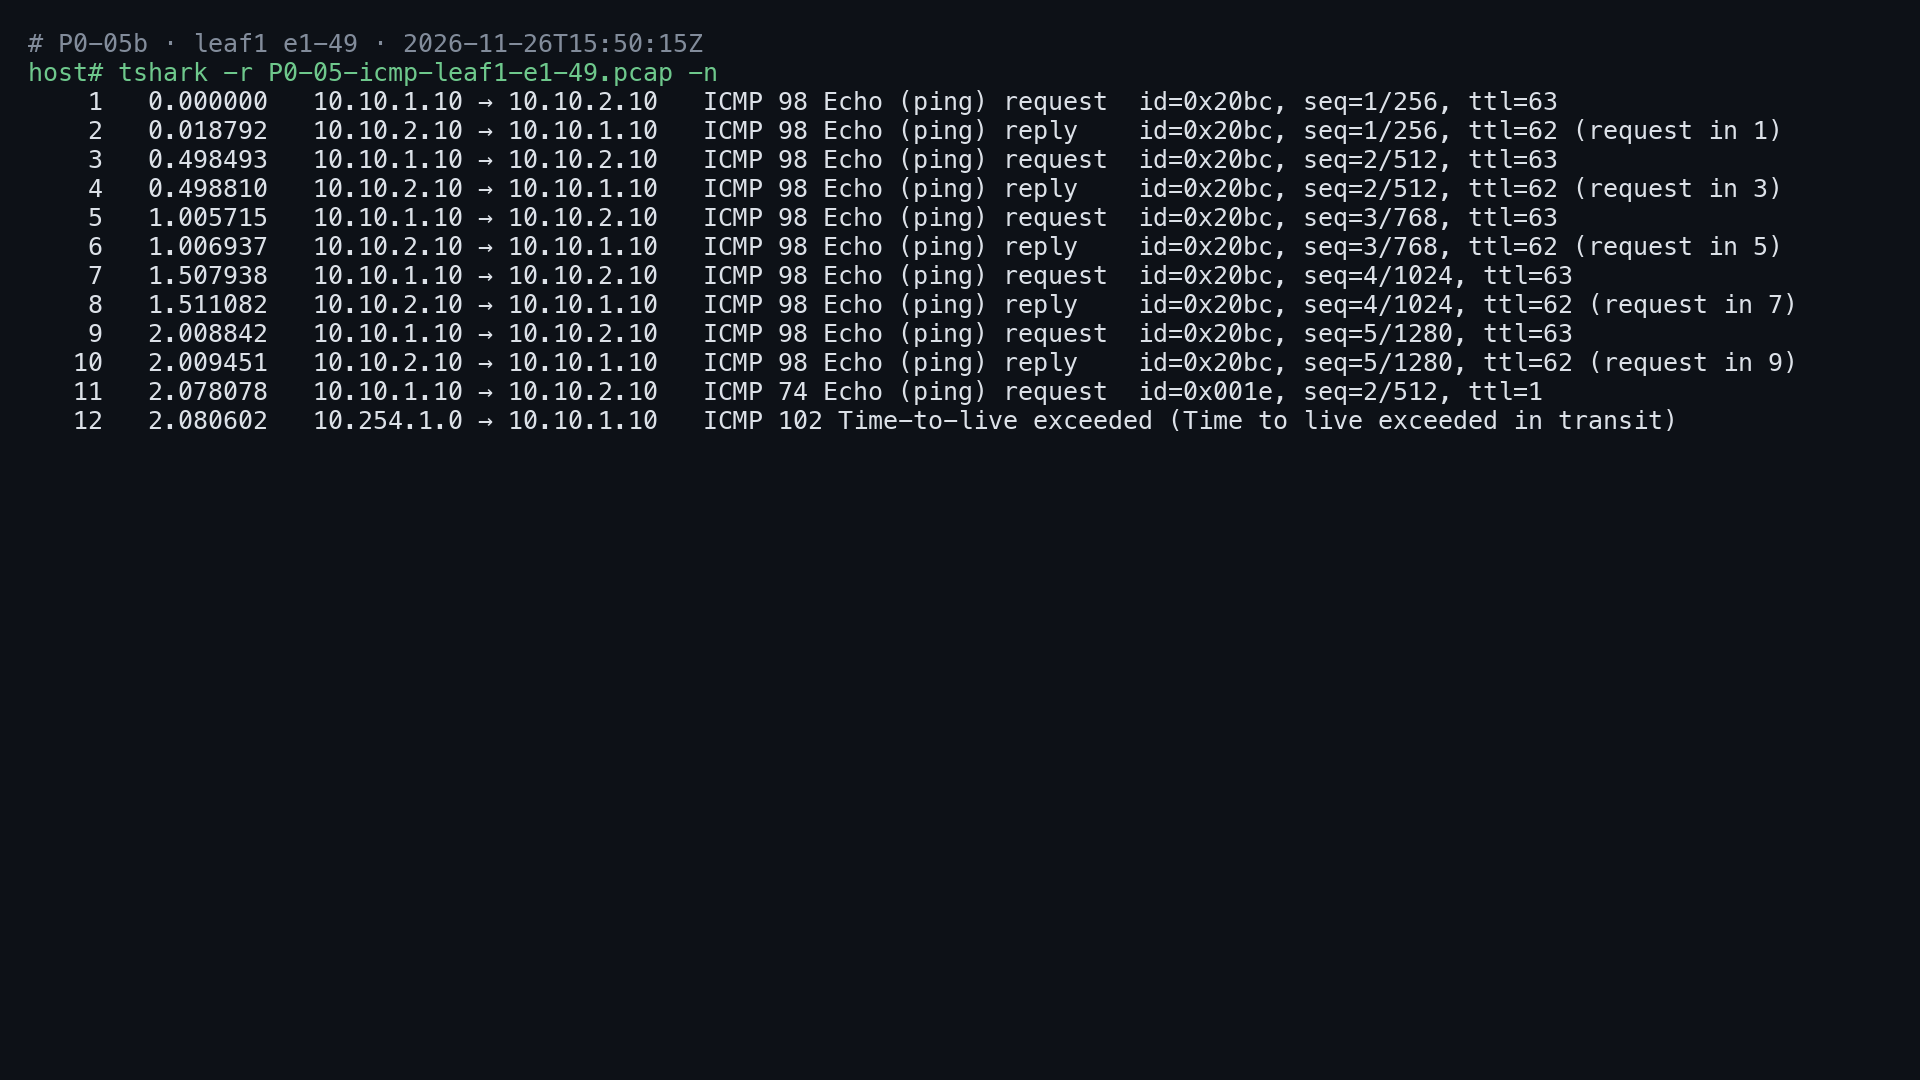 # P0-05b · leaf1 e1-49 · 2026-11-26T15:50:15Z
host# tshark -r P0-05-icmp-leaf1-e1-49.pcap -n
    1   0.000000   10.10.1.10 → 10.10.2.10   ICMP 98 Echo (ping) request  id=0x20bc, seq=1/256, ttl=63
    2   0.018792   10.10.2.10 → 10.10.1.10   ICMP 98 Echo (ping) reply    id=0x20bc, seq=1/256, ttl=62 (request in 1)
    3   0.498493   10.10.1.10 → 10.10.2.10   ICMP 98 Echo (ping) request  id=0x20bc, seq=2/512, ttl=63
    4   0.498810   10.10.2.10 → 10.10.1.10   ICMP 98 Echo (ping) reply    id=0x20bc, seq=2/512, ttl=62 (request in 3)
    5   1.005715   10.10.1.10 → 10.10.2.10   ICMP 98 Echo (ping) request  id=0x20bc, seq=3/768, ttl=63
    6   1.006937   10.10.2.10 → 10.10.1.10   ICMP 98 Echo (ping) reply    id=0x20bc, seq=3/768, ttl=62 (request in 5)
    7   1.507938   10.10.1.10 → 10.10.2.10   ICMP 98 Echo (ping) request  id=0x20bc, seq=4/1024, ttl=63
    8   1.511082   10.10.2.10 → 10.10.1.10   ICMP 98 Echo (ping) reply    id=0x20bc, seq=4/1024, ttl=62 (request in 7)
    9   2.008842   10.10.1.10 → 10.10.2.10   ICMP 98 Echo (ping) request  id=0x20bc, seq=5/1280, ttl=63
   10   2.009451   10.10.2.10 → 10.10.1.10   ICMP 98 Echo (ping) reply    id=0x20bc, seq=5/1280, ttl=62 (request in 9)
   11   2.078078   10.10.1.10 → 10.10.2.10   ICMP 74 Echo (ping) request  id=0x001e, seq=2/512, ttl=1
   12   2.080602   10.254.1.0 → 10.10.1.10   ICMP 102 Time-to-live exceeded (Time to live exceeded in transit)